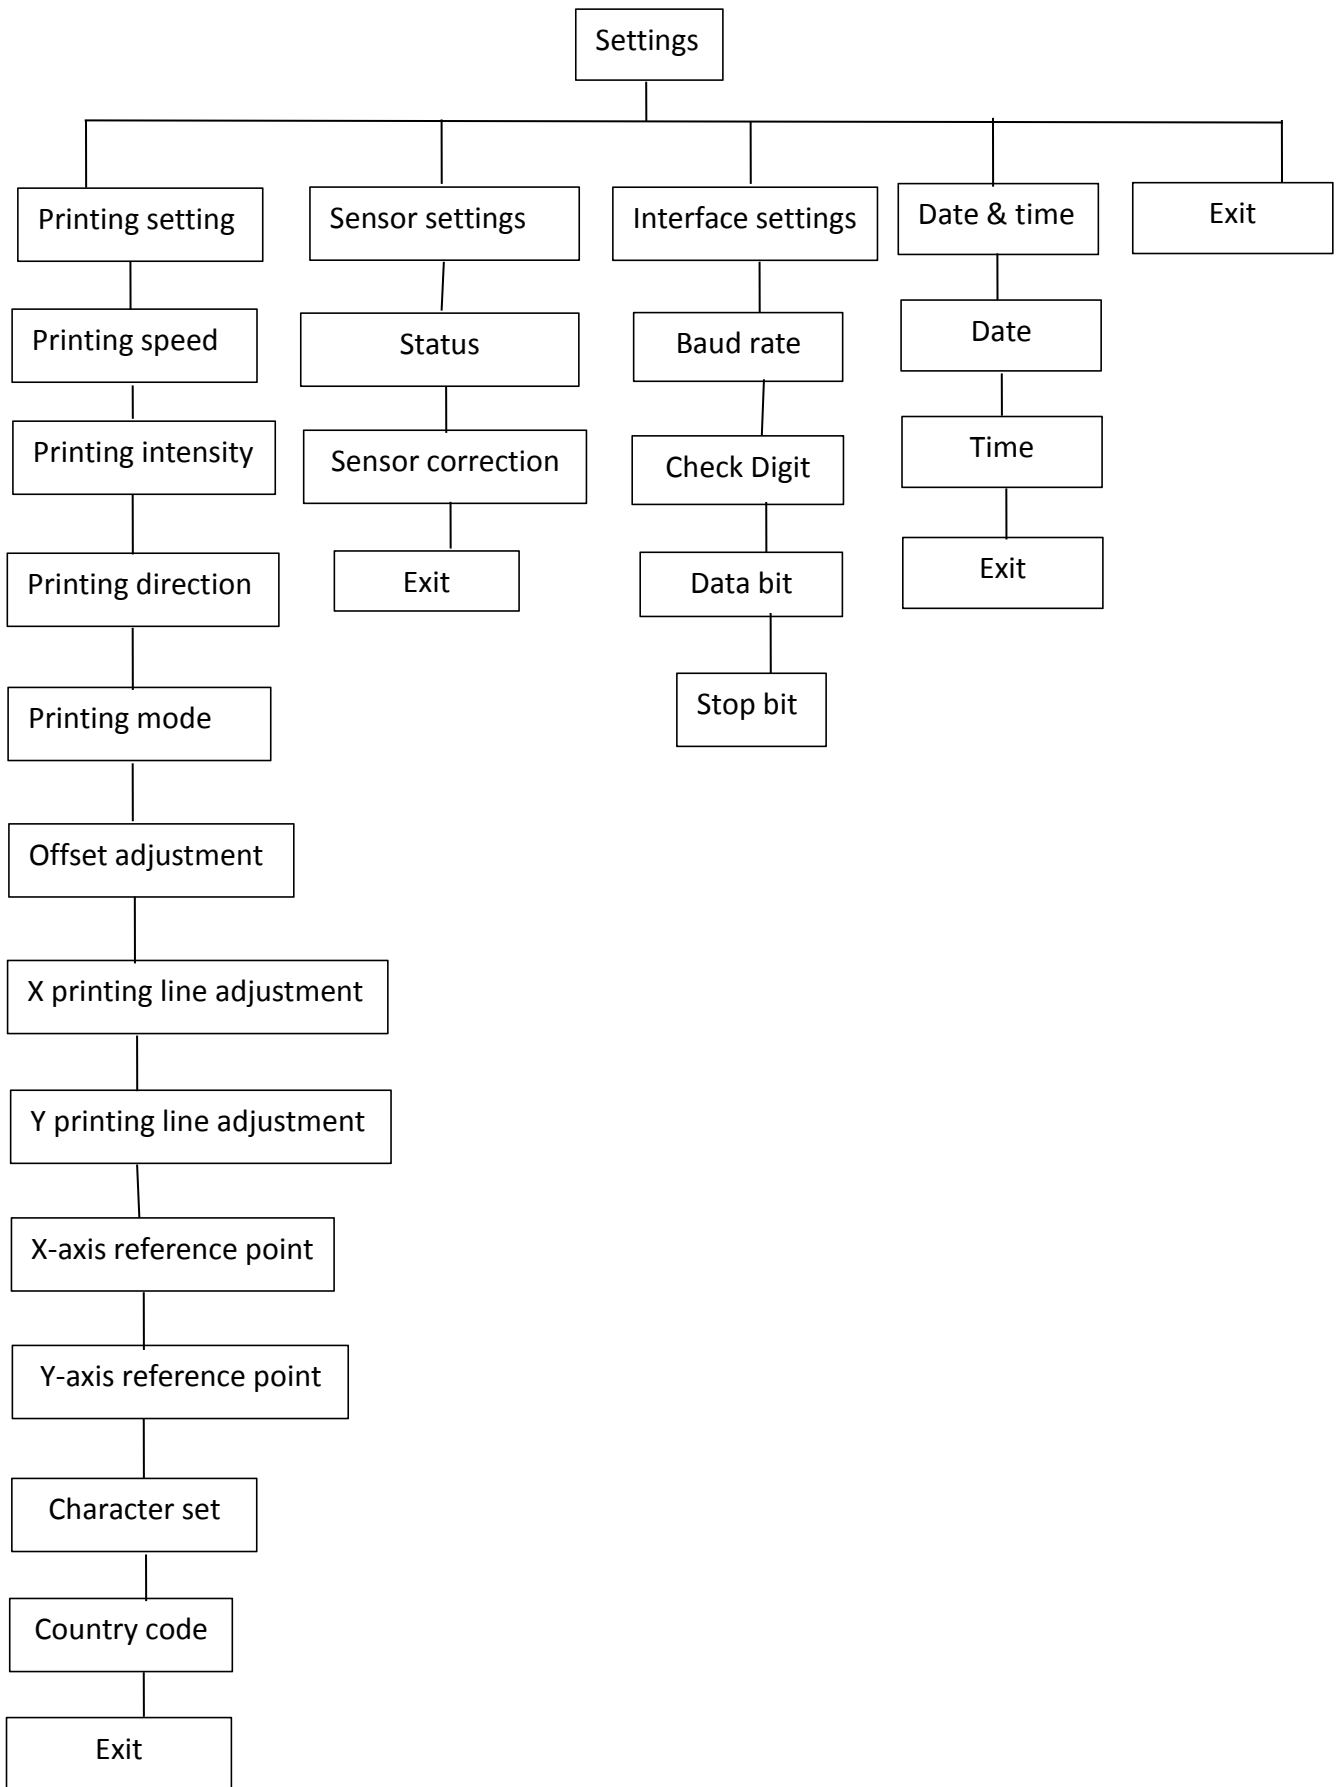 Settings
Printing setting
Sensor settings
Interface settings
Date & time
Exit
Printing speed
Status
Baud rate
Date
Printing intensity
Sensor correction
Check Digit
Time
Printing direction
Exit
Data bit
Exit
Printing mode
Stop bit
Offset adjustment
X printing line adjustment
Y printing line adjustment
X-axis reference point
Y-axis reference point
Character set
Country code
Exit